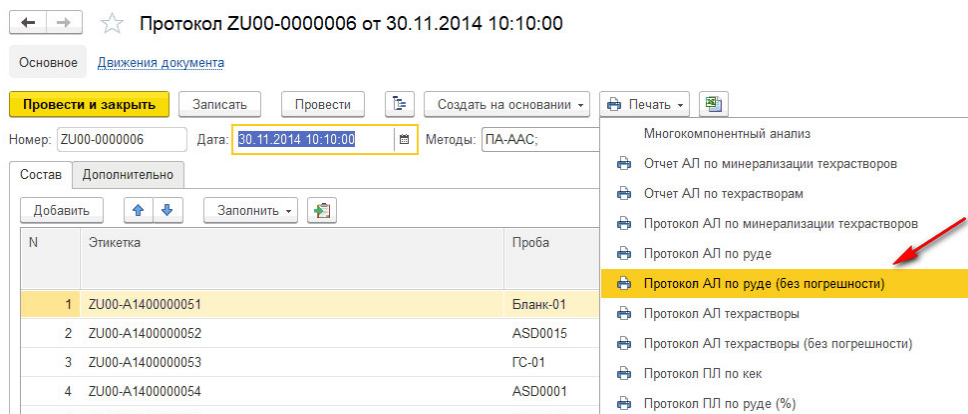 Протокол ZU00-0000006 от 30.11.2014 10:10:00
Основное Движения документа
Провести и закрыть Записать Провести Создать на основании Печать
Номер: ZU00-0000006 Дата: 30.11.2014 10:10:00 Методы: ПА-ААС;
Состав Дополнительно
Добавить Заполнить
N Этикетка Проба
1 ZU00-A1400000051 Бланк-01
2 ZU00-A1400000052 ASD0015
3 ZU00-A1400000053 ГС-01
4 ZU00-A1400000054 ASD0001
Многокомпонентный анализ
Отчет АЛ по минерализации техрастворов
Отчет АЛ по техрастворам
Протокол АЛ по минерализации техрастворов
Протокол АЛ по руде
Протокол АЛ по руде (без погрешности)
Протокол АЛ техрастворы
Протокол АЛ техрастворы (без погрешности)
Протокол ПЛ по кек
Протокол ПЛ по руде (%)